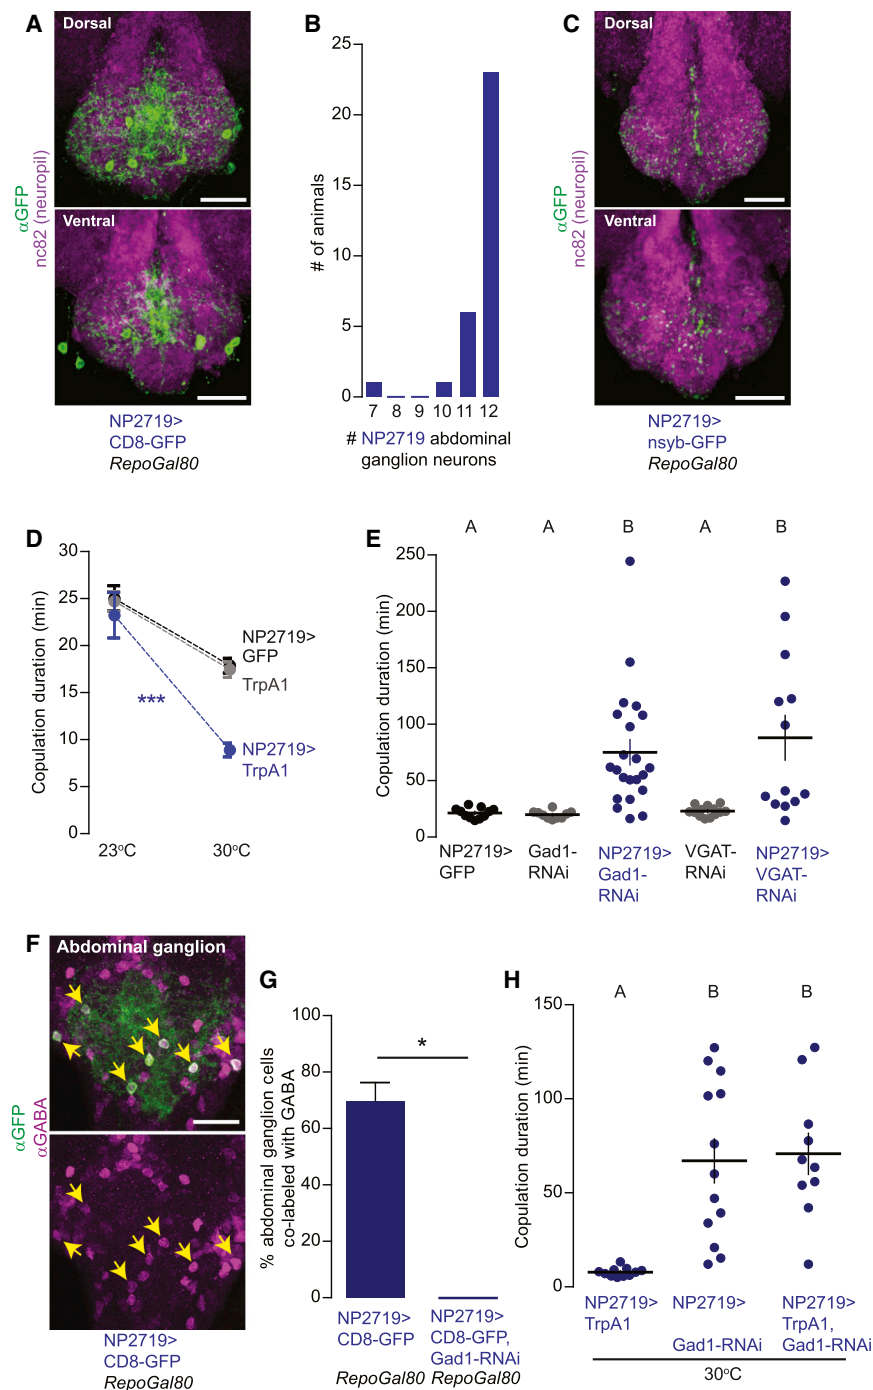 A
Dorsal
αGFP
nc82 (neuropil)
Ventral
NP2719>
CD8-GFP
RepoGal80
B
25
20
15
10
5
0
# of animals
7 8 9 10 11 12
# NP2719 abdominal
ganglion neurons
C
Dorsal
αGFP
nc82 (neuropil)
Ventral
NP2719>
nsyb-GFP
RepoGal80
D
30
25
20
15
10
5
0
Copulation duration (min)
NP2719>
GFP
TrpA1
***
NP2719>
TrpA1
23ºC 30ºC
E
A A B A B
250
200
150
100
50
0
Copulation duration (min)
NP2719>
GFP
Gad1-
RNAi
NP2719>
Gad1-
RNAi
VGAT-
RNAi
NP2719>
VGAT-
RNAi
F
Abdominal ganglion
αGFP
αGABA
NP2719>
CD8-GFP
RepoGal80
G
100
80
60
40
20
0
% abdominal ganglion cells
co-labeled with GABA
*
NP2719>
CD8-GFP
RepoGal80
NP2719>
CD8-GFP,
Gad1-RNAi
RepoGal80
H
A B B
150
100
50
0
Copulation duration (min)
NP2719>
TrpA1
NP2719>
Gad1-RNAi
NP2719>
TrpA1,
Gad1-RNAi
30ºC